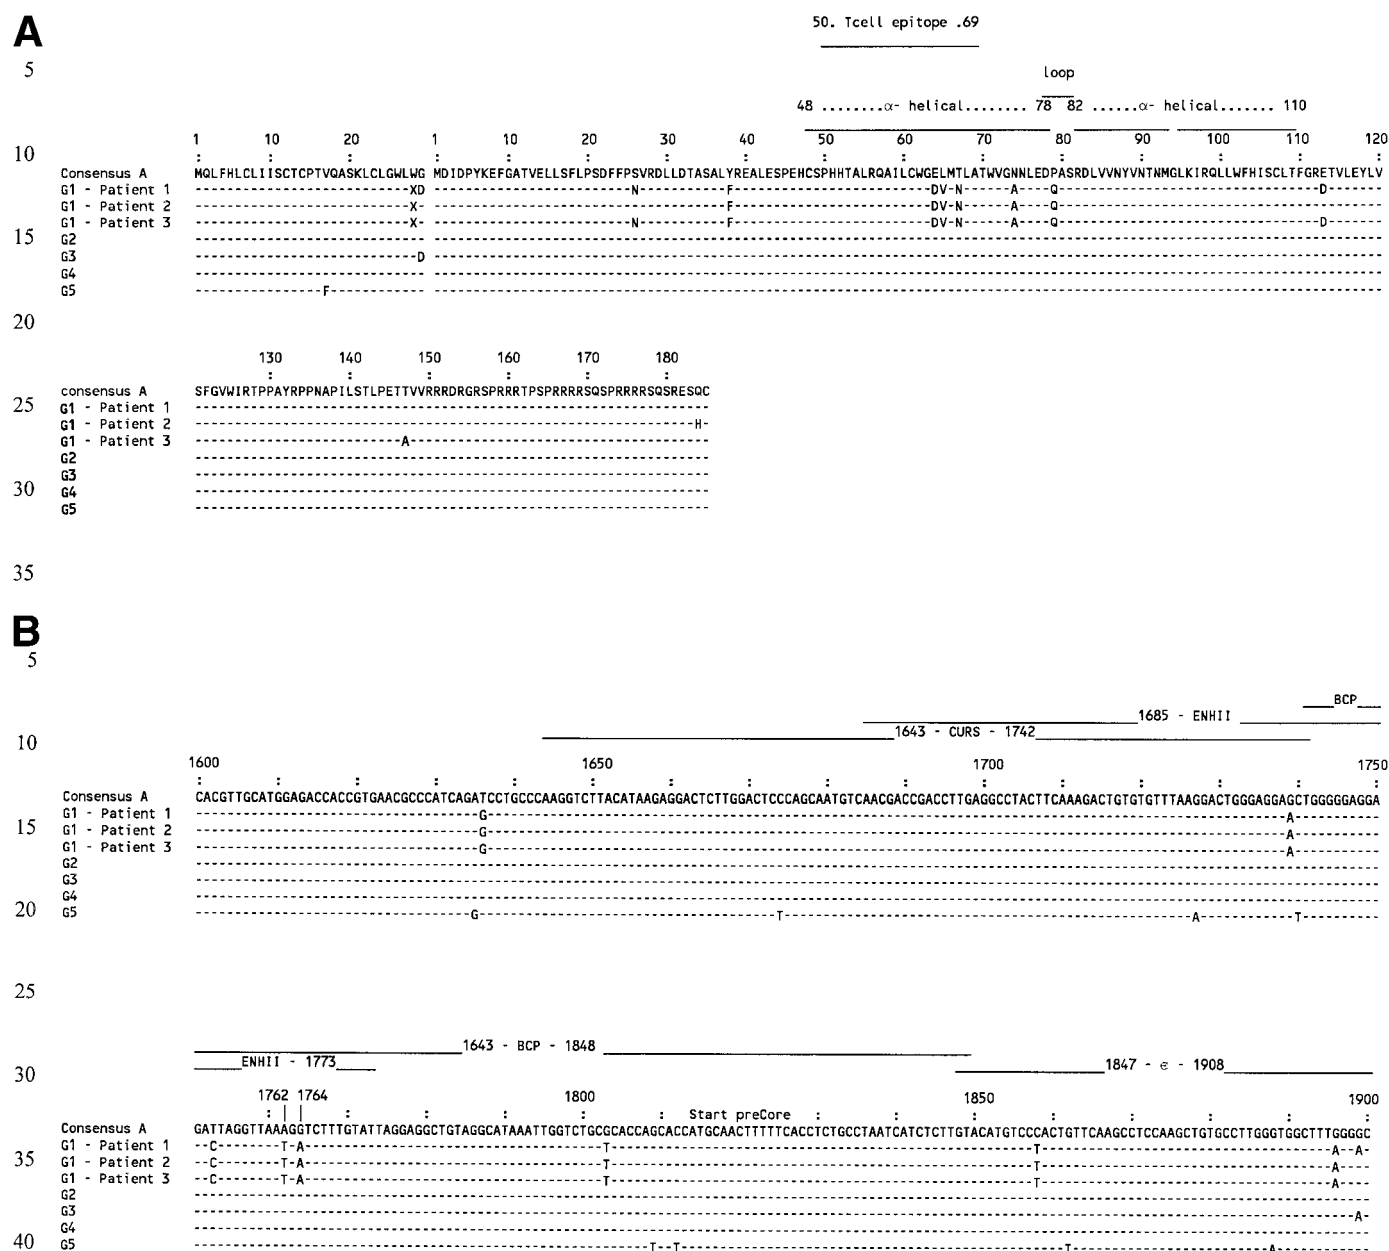 A
50. Tcell epitope .69
5
loop
48 ........α- helical........ 78 82 ......α- helical....... 110
1 10 20 1 10 20 30 40 50 60 70 80 90 100 110 120
10
Consensus A MQLFHLCLIISCTCPTVQASKLCLGWLWG MDIDPYKEFGATVELLSFLPSDFFPSVRDLLDTASALYREALESPEHCSPHHTALRQAILCWGELMTLATWVGNNLEDPASRDLVVNYVNTNMGLKIRQLLWFHISCLTFGRETVLEYLV
G1 - Patient 1 ---------------------------XD -------------------------N-----------F-------------------------DV-N------A----Q---------------------------------D-------
G1 - Patient 2 ---------------------------X- -------------------------------------F-------------------------DV-N------A----Q-----------------------------------------
G1 - Patient 3 ---------------------------X- -------------------------N-----------F-------------------------DV-N------A----Q---------------------------------D-------
15
G2 ----------------------------- ------------------------------------------------------------------------------------------------------------------------
G3 ----------------------------D ------------------------------------------------------------------------------------------------------------------------
G4 ----------------------------- ------------------------------------------------------------------------------------------------------------------------
G5 ----------------F------------ ------------------------------------------------------------------------------------------------------------------------
20
130 140 150 160 170 180
consensus A SFGVWIRTPPAYRPPNAPILSTLPETTVVRRRDRGRSPRRRTPSPRRRRSQSPRRRRSQSRESQC
25
G1 - Patient 1 -----------------------------------------------------------------
G1 - Patient 2 ---------------------------------------------------------------H-
G1 - Patient 3 --------------------------A--------------------------------------
G2 -----------------------------------------------------------------
G3 -----------------------------------------------------------------
30
G4 -----------------------------------------------------------------
G5 -----------------------------------------------------------------
35
B
5
BCP
1685 - ENHII
1643 - CURS - 1742
10
1600 1650 1700 1750
Consensus A CACGTTGCATGGAGACCACCGTGAACGCCCATCAGATCCTGCCCAAGGTCTTACATAAGAGGACTCTTGGACTCCCAGCAATGTCAACGACCGACCTTGAGGCCTACTTCAAAGACTGTGTGTTTAAGGACTGGGAGGAGCTGGGGGAGGA
15
G1 - Patient 1 ------------------------------------G------------------------------------------------------------------------------------------------------A-----------
G1 - Patient 2 ------------------------------------G------------------------------------------------------------------------------------------------------A-----------
G1 - Patient 3 ------------------------------------G------------------------------------------------------------------------------------------------------A-----------
G2 -------------------------------------------------------------------------------------------------------------------------------------------------------
G3 -------------------------------------------------------------------------------------------------------------------------------------------------------
G4 -------------------------------------------------------------------------------------------------------------------------------------------------------
20
G5 -----------------------------------G--------------------------------------T----------------------------------------------------A------------T----------
25
1643 - BCP - 1848
ENHII - 1773
30
1847 - ϵ - 1908
1762 1764 1800 1850 1900
Start preCore
Consensus A GATTAGGTTAAAGGTCTTTGTATTAGGAGGCTGTAGGCATAAATTGGTCTGCGCACCAGCACCATGCAACTTTTTCACCTCTGCCTAATCATCTCTTGTACATGTCCCACTGTTCAAGCCTCCAAGCTGTGCCTTGGGTGGCTTTGGGGC
35
G1 - Patient 1 --C--------T-A--------------------------------------T------------------------------------------------------T-------------------------------------A--A-
G1 - Patient 2 --C--------T-A--------------------------------------T------------------------------------------------------T-------------------------------------A----
G1 - Patient 3 --C--------T-A--------------------------------------T------------------------------------------------------T-------------------------------------A----
G2 ------------------------------------------------------------------------------------------------------------------------------------------------------
G3 ----------------------------------------------------------------------------------------------------------------------------------------------------A-
G4 ------------------------------------------------------------------------------------------------------------------------------------------------------
40
G5 ----------------------------------------------------------T--T-------------------------------------------------T-------------------------A------------